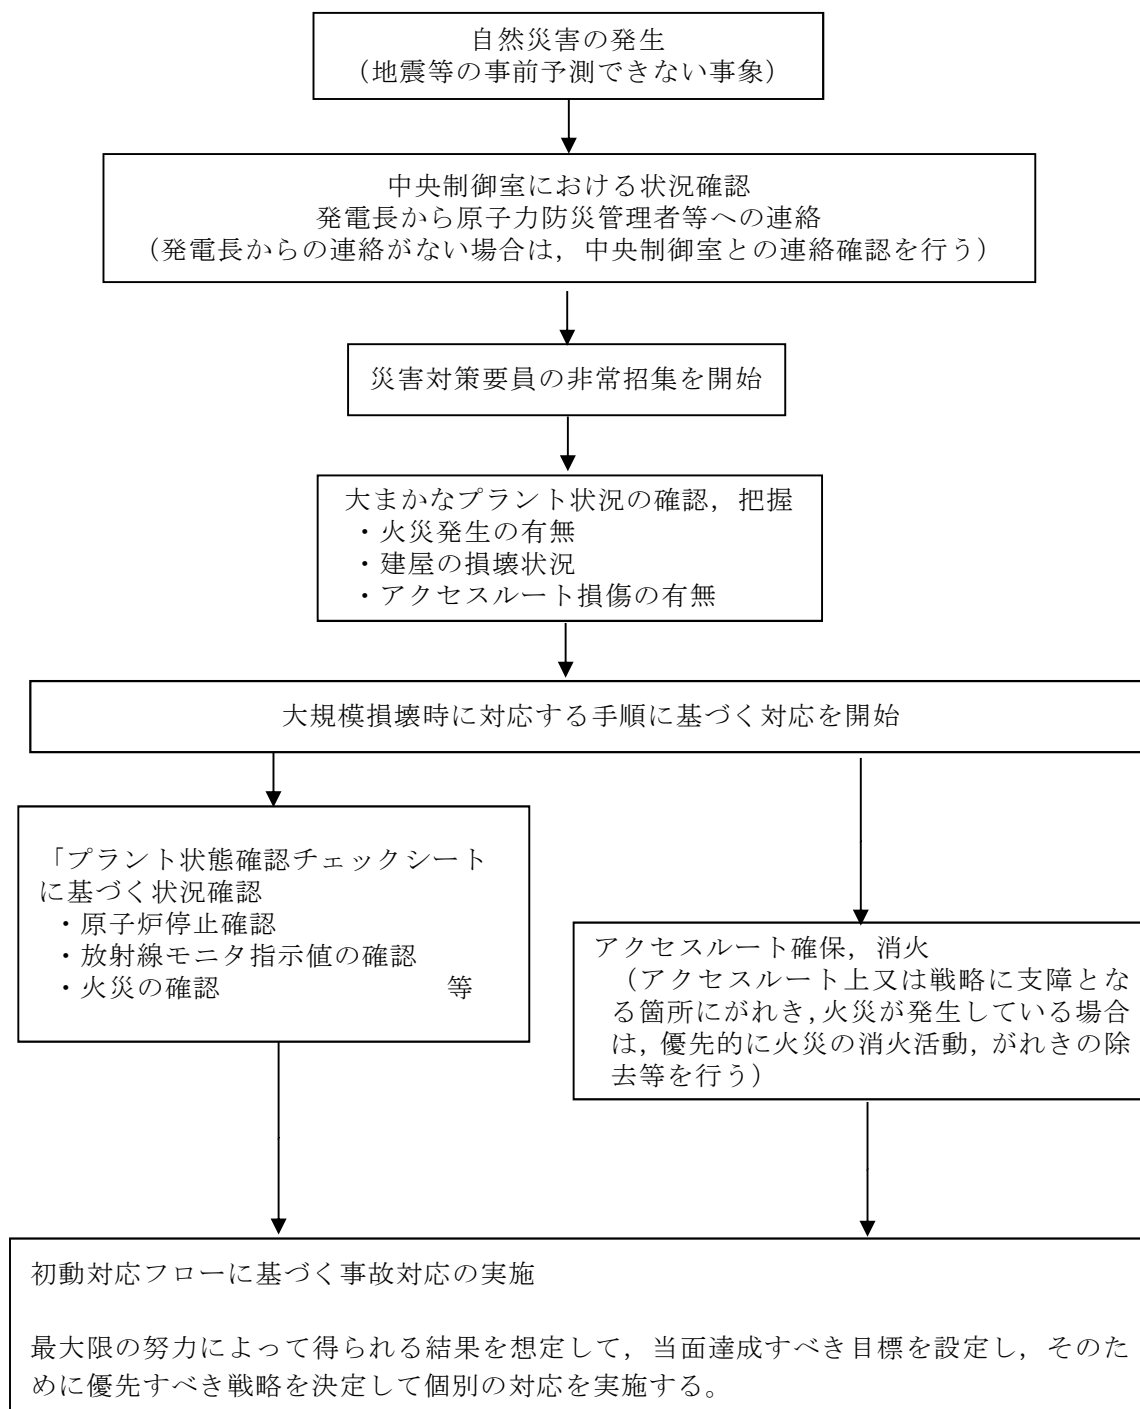 自然災害の発生
（地震等の事前予測できない事象）
中央制御室における状況確認
発電長から原子力防災管理者等への連絡
（発電長からの連絡がない場合は，中央制御室との連絡確認を行う）
災害対策要員の非常招集を開始
大まかなプラント状況の確認，把握
・火災発生の有無
・建屋の損壊状況
・アクセスルート損傷の有無
大規模損壊時に対応する手順に基づく対応を開始
「プラント状態確認チェックシート
に基づく状況確認
・原子炉停止確認
・放射線モニタ指示値の確認
・火災の確認　　　　　　　　　等
アクセスルート確保，消火
（アクセスルート上又は戦略に支障とな
る箇所にがれき，火災が発生している場合
は，優先的に火災の消火活動，がれきの除
去等を行う）
初動対応フローに基づく事故対応の実施
最大限の努力によって得られる結果を想定して，当面達成すべき目標を設定し，そのた
めに優先すべき戦略を決定して個別の対応を実施する。